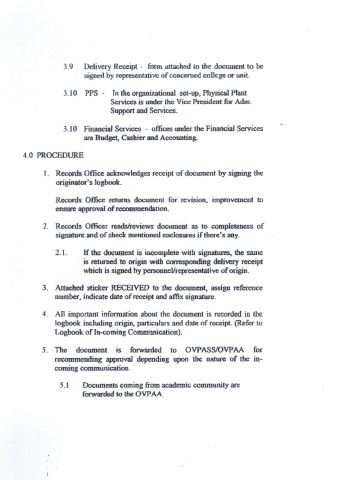 3.9 Delivery Receipt - form attached to the document to be
signed by representative of concerned college or unit.
3.10 PPS - In the organizational set-up, Physical Plant
Services is under the Vice President for Adm.
Support and Services.
3.10 Financial Services - offices under the Financial Services
are Budget, Cashier and Accounting.
4.0 PROCEDURE
1. Records Office acknowledges receipt of document by signing the
originator's logbook.
Records Office returns document for revision, improvement to
ensure approval of recommendation.
2. Records Officer reads/reviews document as to completeness of
signature and of check mentioned enclosures if there's any.
2.1. If the document is incomplete with signatures, the same
is returned to origin with corresponding delivery receipt
which is signed by personnel/representative of origin.
3. Attached sticker RECEIVED to the document, assign reference
number, indicate date of receipt and affix signature.
4. All important information about the document is recorded in the
logbook including origin, particulars and date of receipt. (Refer to
Logbook of In-coming Communication).
5. The document is forwarded to OVPASS/OVPAA for
recommending approval depending upon the nature of the in-
coming communication.
5.1 Documents coming from academic community are
forwarded to the OVPAA.